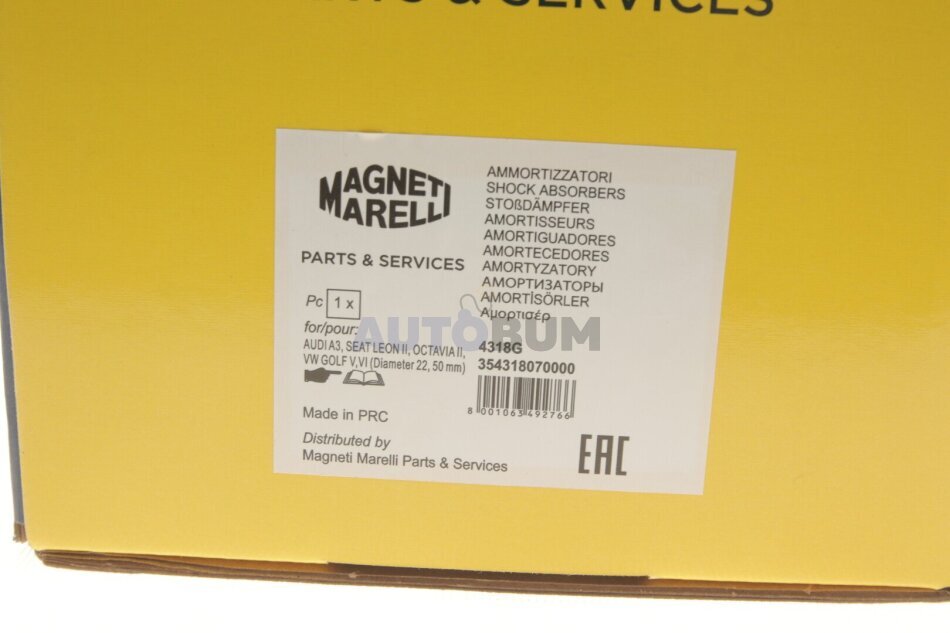 & SERVICES
MAGNETI
MARELLI
PARTS & SERVICES
Pc 1 x
for/pour:
AUDI A3, SEAT LEON II, OCTAVIA II,
VW GOLF V,VI (Diameter 22, 50 mm)
Made in PRC
Distributed by
Magneti Marelli Parts & Services
AMMORTIZZATORI
SHOCK ABSORBERS
STOßDÄMPFER
AMORTISSEURS
AMORTIGUADORES
AMORTECEDORES
AMORTYZATORY
АМОРТИЗАТОРЫ
AMORTİSÖRLER
Αμορτισέρ
4318G
354318070000
8 001063 492766
EAC
AUTOBUM